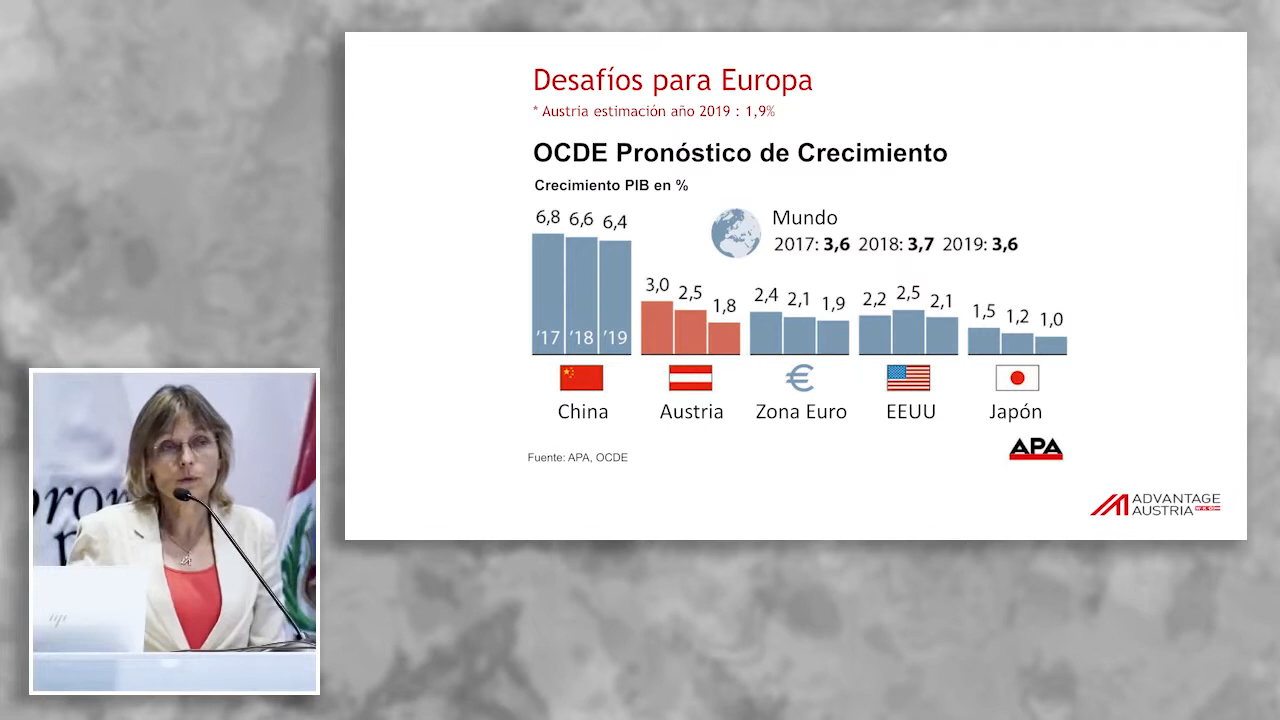 Desafíos para Europa
* Austria estimación año 2019 : 1,9%
OCDE Pronóstico de Crecimiento
Crecimiento PIB en %
Mundo
2017: 3,6 2018: 3,7 2019: 3,6
6,8 6,6 6,4
3,0 2,5 1,8
2,4 2,1 1,9
2,2 2,5 2,1
1,5 1,2 1,0
'17 '18 '19
China Austria Zona Euro EEUU Japón
APA
Fuente: APA, OCDE
ADVANTAGE
AUSTRIA